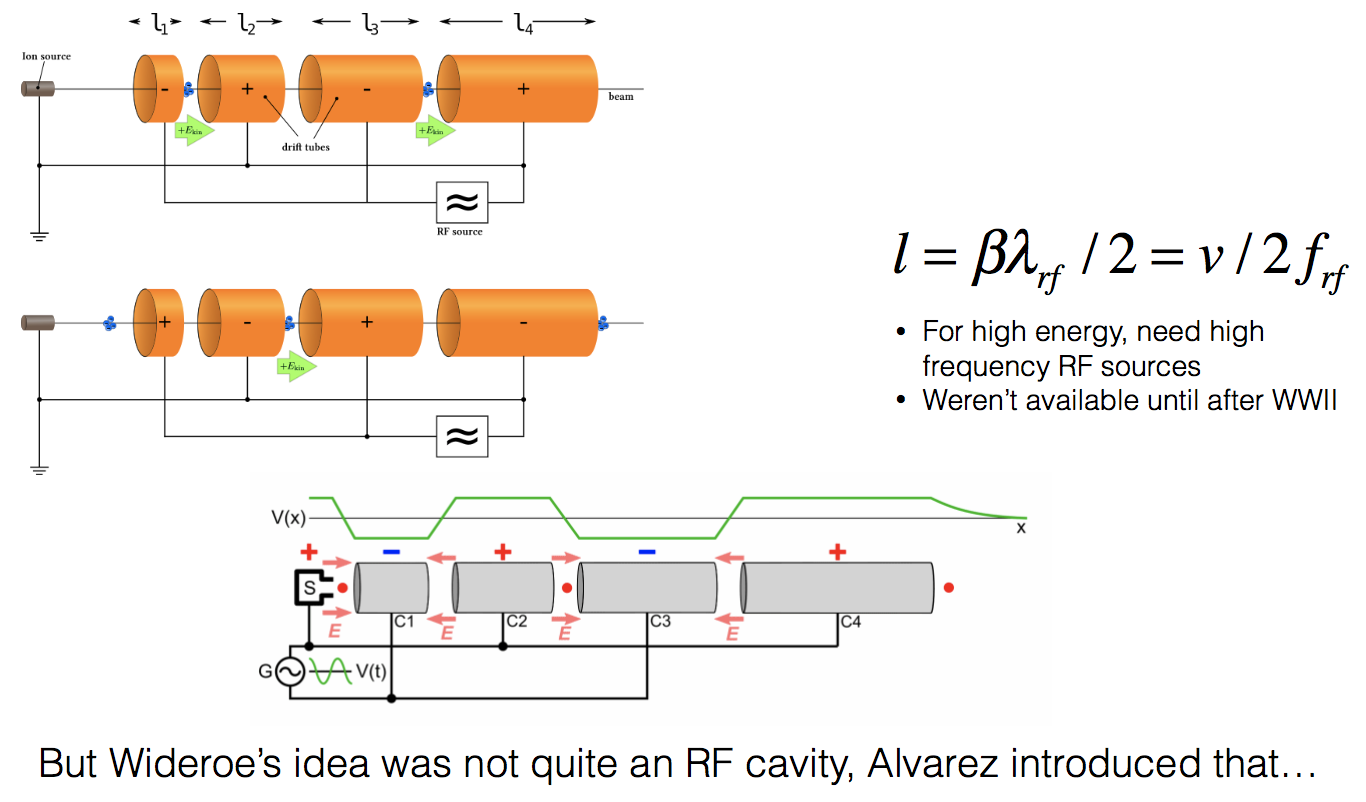 l₁ l₂ l₃ l₄
Ion source
- + - +
beam
+Eₖᵢₙ +Eₖᵢₙ
drift tubes
≈
RF source
+ - + -
+Eₖᵢₙ
≈
l = βλ_rf / 2 = v / 2 f_rf
• For high energy, need high
frequency RF sources
• Weren't available until after WWII
V(x)
x
+ − + − +
S
C1 C2 C3 C4
E E E E
G V(t)
But Wideroe's idea was not quite an RF cavity, Alvarez introduced that…